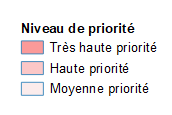 Niveau de priorité
Très haute priorité
Haute priorité
Moyenne priorité